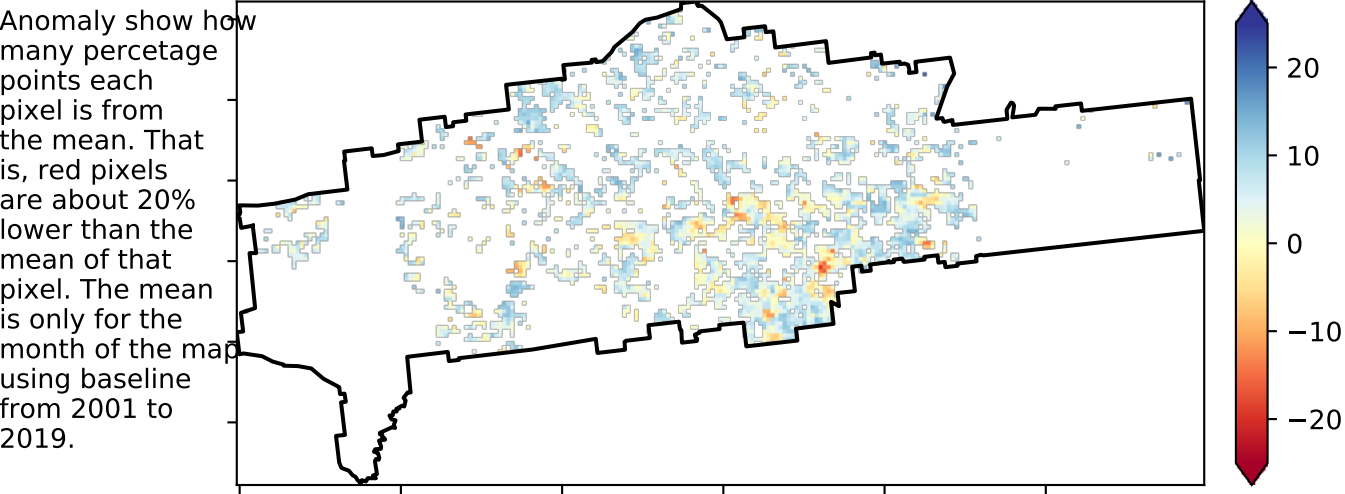 Anomaly show how
many percetage
points each
pixel is from
the mean. That
is, red pixels
are about 20%
lower than the
mean of that
pixel. The mean
is only for the
month of the map
using baseline
from 2001 to
2019.
20
10
0
−10
−20